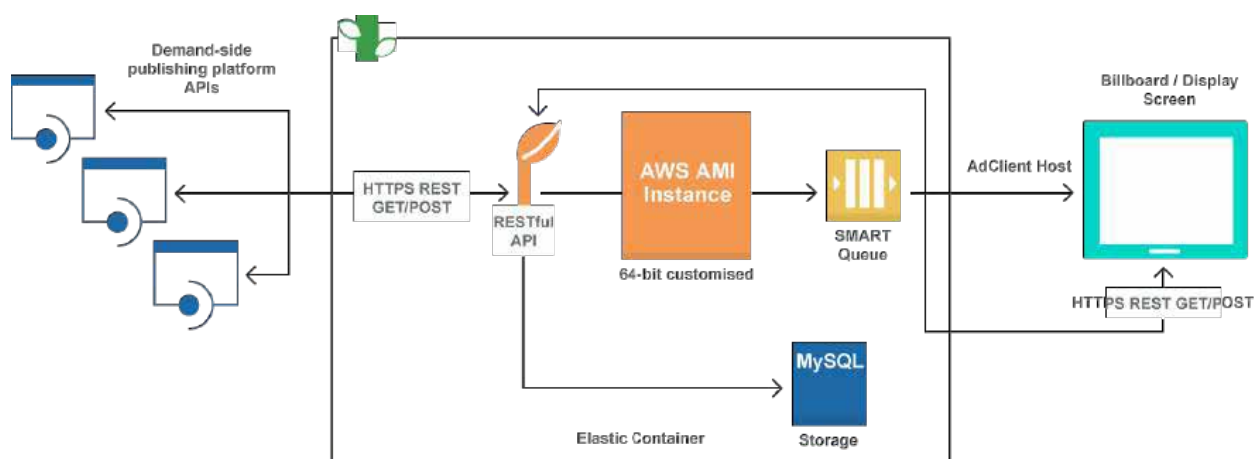 Demand-side
publishing platform
APIs
HTTPS REST
GET/POST
RESTful
API
AWS AMI
Instance
64-bit customised
SMART
Queue
AdClient Host
Billboard / Display
Screen
HTTPS REST GET/POST
MySQL
Storage
Elastic Container